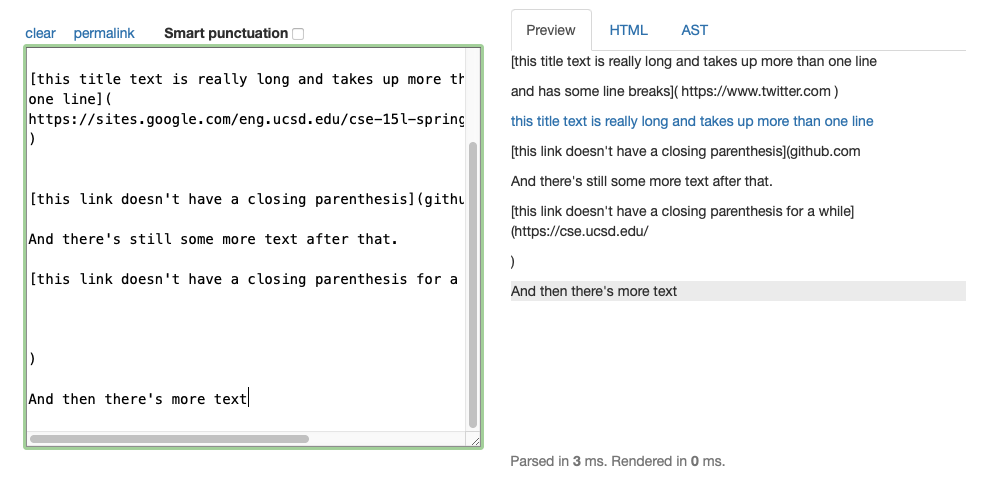 clear permalink Smart punctuation
[this title text is really long and takes up more th
one line](
https://sites.google.com/eng.ucsd.edu/cse-15l-spring
)
[this link doesn't have a closing parenthesis](githu
And there's still some more text after that.
[this link doesn't have a closing parenthesis for a
)
And then there's more text
Preview HTML AST
[this title text is really long and takes up more than one line
and has some line breaks]( https://www.twitter.com )
this title text is really long and takes up more than one line
[this link doesn't have a closing parenthesis](github.com
And there's still some more text after that.
[this link doesn't have a closing parenthesis for a while]
(https://cse.ucsd.edu/
)
And then there's more text
Parsed in 3 ms. Rendered in 0 ms.